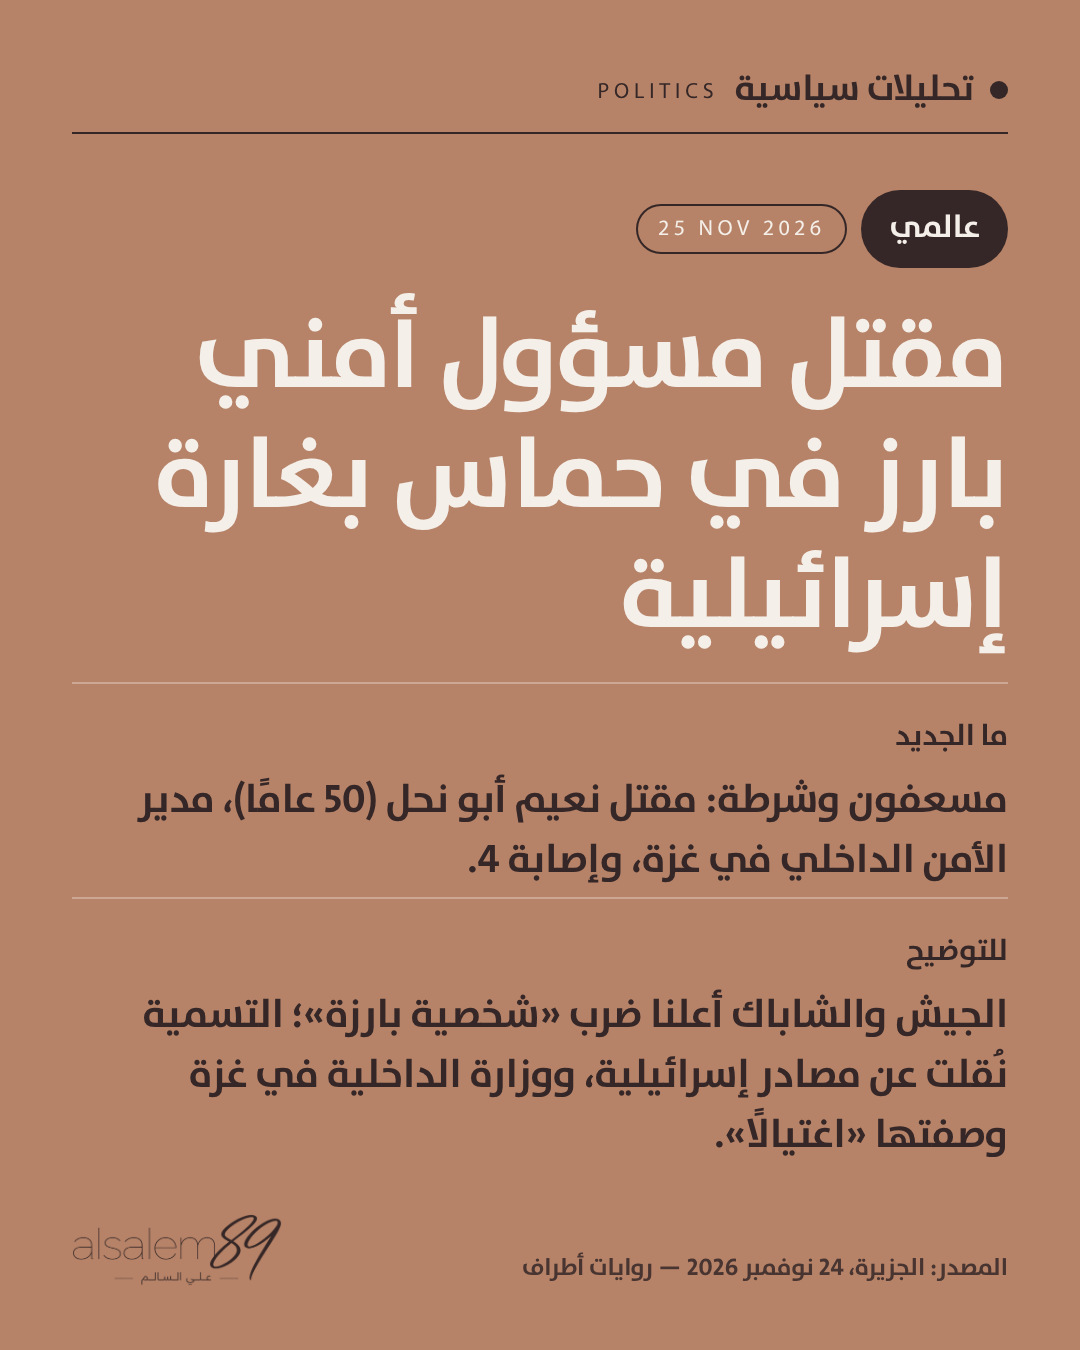 تحليلات سياسية POLITICS
عالمي 25 NOV 2026
مقتل مسؤول أمني
بارز في حماس بغارة
إسرائيلية
ما الجديد
مسعفون وشرطة: مقتل نعيم أبو نحل (50 عامًا)، مدير
الأمن الداخلي في غزة، وإصابة 4.
للتوضيح
الجيش والشاباك أعلنا ضرب «شخصية بارزة»؛ التسمية
نُقلت عن مصادر إسرائيلية، ووزارة الداخلية في غزة
وصفتها «اغتيالًا».
المصدر: الجزيرة، 24 نوفمبر 2026 — روايات أطراف
alsalem89
علي السالم